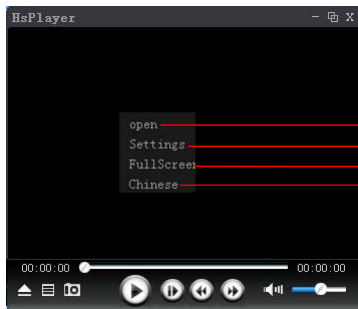 HsPlayer
open
Settings
FullScreen
Chinese
00:00:00 00:00:00